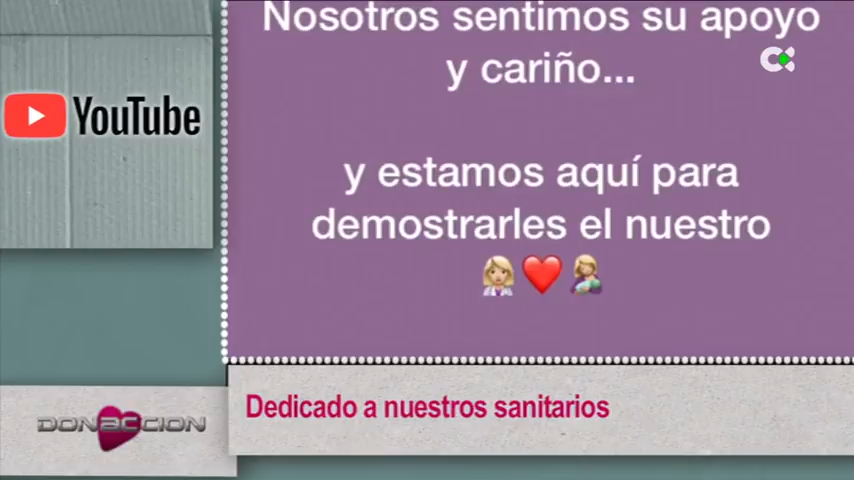 Nosotros sentimos su apoyo
y cariño...
YouTube
y estamos aquí para
demostrarles el nuestro
Dedicado a nuestros sanitarios
DONACCION